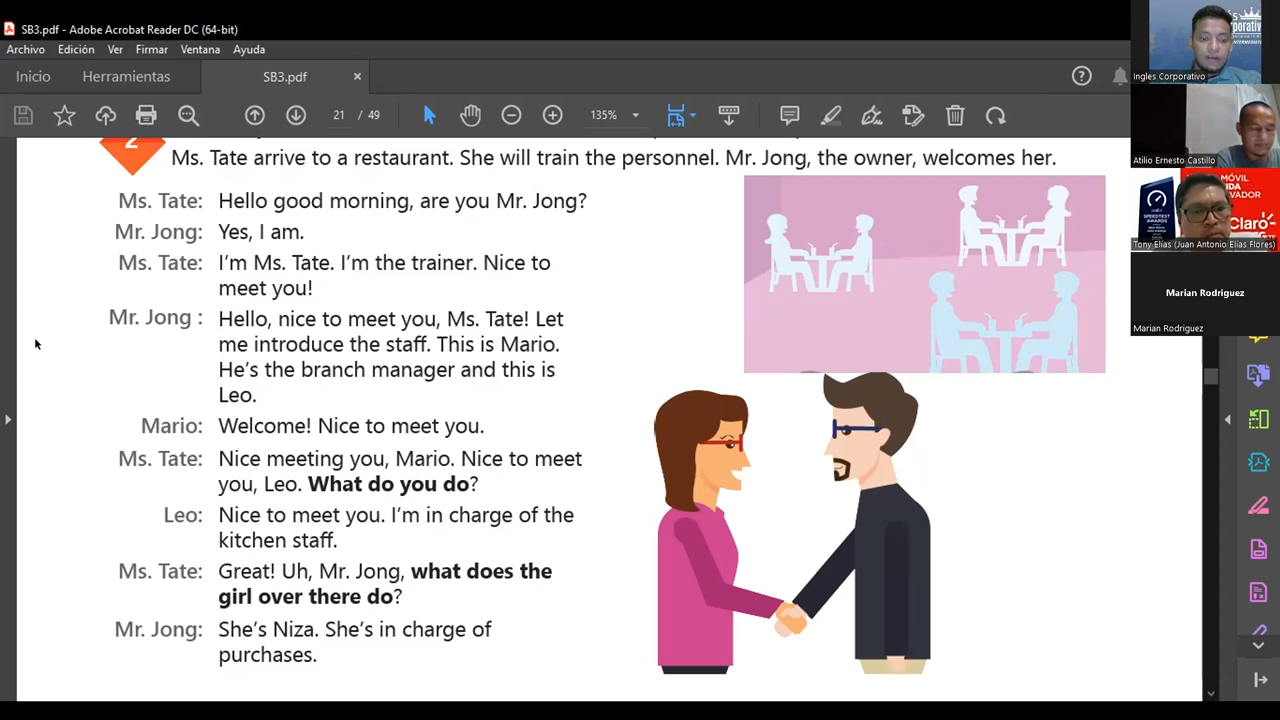 SB3.pdf - Adobe Acrobat Reader DC (64-bit)
Archivo Edición Ver Firmar Ventana Ayuda
Inicio Herramientas SB3.pdf ×
21 / 49 135%
2
Ms. Tate arrive to a restaurant. She will train the personnel. Mr. Jong, the owner, welcomes her.
Ms. Tate: Hello good morning, are you Mr. Jong?
Mr. Jong: Yes, I am.
Ms. Tate: I'm Ms. Tate. I'm the trainer. Nice to
meet you!
Mr. Jong : Hello, nice to meet you, Ms. Tate! Let
me introduce the staff. This is Mario.
He's the branch manager and this is
Leo.
Mario: Welcome! Nice to meet you.
Ms. Tate: Nice meeting you, Mario. Nice to meet
you, Leo. What do you do?
Leo: Nice to meet you. I'm in charge of the
kitchen staff.
Ms. Tate: Great! Uh, Mr. Jong, what does the
girl over there do?
Mr. Jong: She's Niza. She's in charge of
purchases.
Ingles Corporativo
Atilio Ernesto Castillo
MÓVIL
SPEEDTEST
AWARDS
Claro
Tony Elías (Juan Antonio Elías Flores)
Marian Rodriguez
Marian Rodriguez